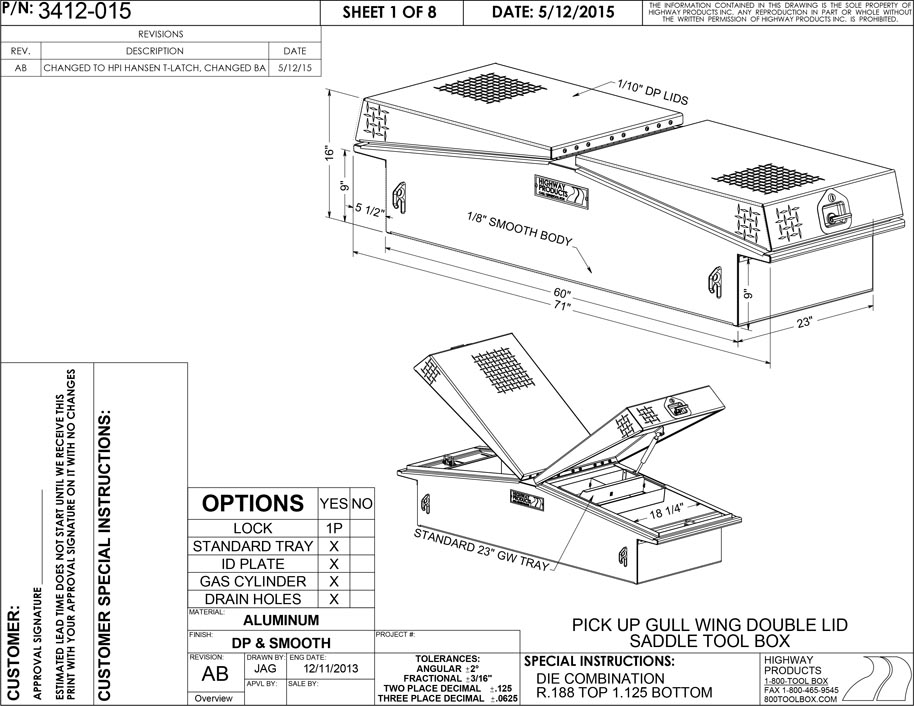 P/N: 3412-015
SHEET 1 OF 8
DATE: 5/12/2015
THE INFORMATION CONTAINED IN THIS DRAWING IS THE SOLE PROPERTY OF
HIGHWAY PRODUCTS INC. ANY REPRODUCTION IN PART OR WHOLE WITHOUT
THE WRITTEN PERMISSION OF HIGHWAY PRODUCTS INC. IS PROHIBITED.
REVISIONS
REV. DESCRIPTION DATE
AB CHANGED TO HPI HANSEN T-LATCH, CHANGED BA 5/12/15
1/10" DP LIDS
16"
9"
5 1/2"
HIGHWAY
PRODUCTS
1/8" SMOOTH BODY
60"
71"
9"
23"
HIGHWAY
PRODUCTS
18 1/4"
STANDARD 23" GW TRAY
CUSTOMER:
APPROVAL SIGNATURE
ESTIMATED LEAD TIME DOES NOT START UNTIL WE RECEIVE THIS
PRINT WITH YOUR APPROVAL SIGNATURE ON IT WITH NO CHANGES
CUSTOMER SPECIAL INSTRUCTIONS:
OPTIONS YES NO
LOCK 1P
STANDARD TRAY X
ID PLATE X
GAS CYLINDER X
DRAIN HOLES X
MATERIAL:
ALUMINUM
FINISH:
DP & SMOOTH
PROJECT #:
REVISION:
AB
Overview
DRAWN BY:
JAG
ENG DATE:
12/11/2013
APVL BY:
SALE BY:
TOLERANCES:
ANGULAR ±2°
FRACTIONAL ±3/16"
TWO PLACE DECIMAL ±.125
THREE PLACE DECIMAL ±.0625
PICK UP GULL WING DOUBLE LID
SADDLE TOOL BOX
SPECIAL INSTRUCTIONS:
DIE COMBINATION
R.188 TOP 1.125 BOTTOM
HIGHWAY
PRODUCTS
1-800-TOOL BOX
FAX 1-800-465-9545
800TOOLBOX.COM